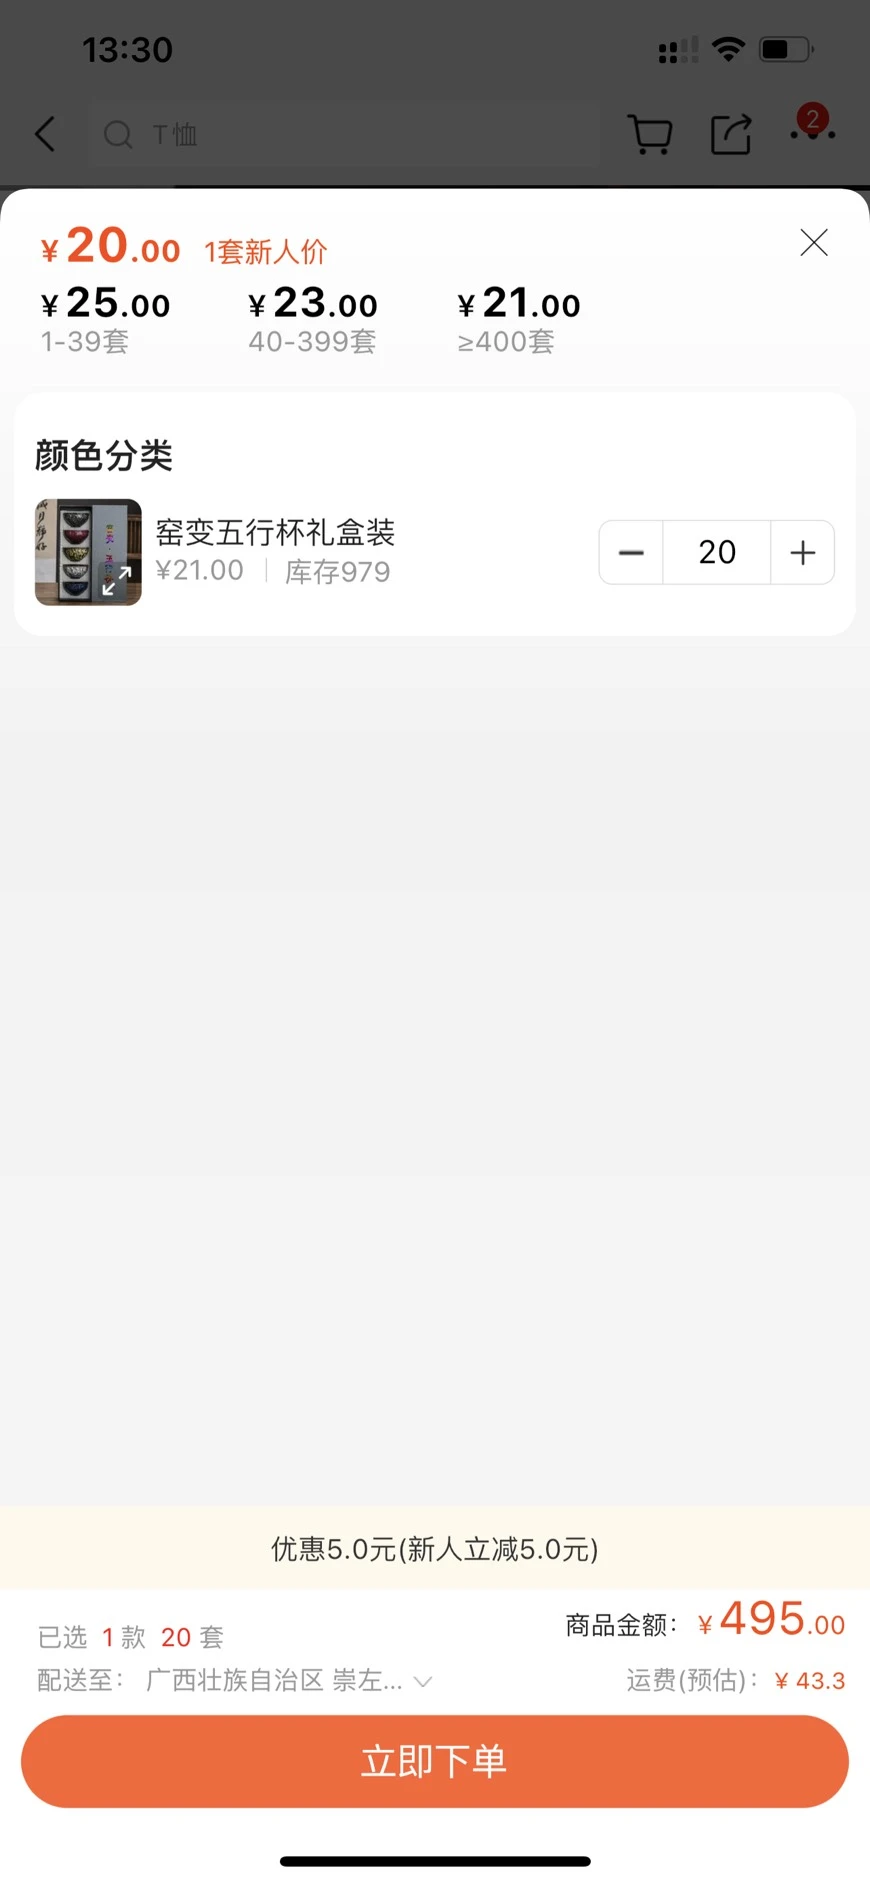 13:30
T恤
2
¥20.00 1套新人价
¥25.00 ¥23.00 ¥21.00
1-39套 40-399套 ≥400套
颜色分类
窑变五行杯礼盒装
¥21.00 库存979
20
优惠5.0元(新人立减5.0元)
商品金额: ¥495.00
已选 1 款 20 套
配送至: 广西壮族自治区 崇左... 运费(预估): ¥43.3
立即下单